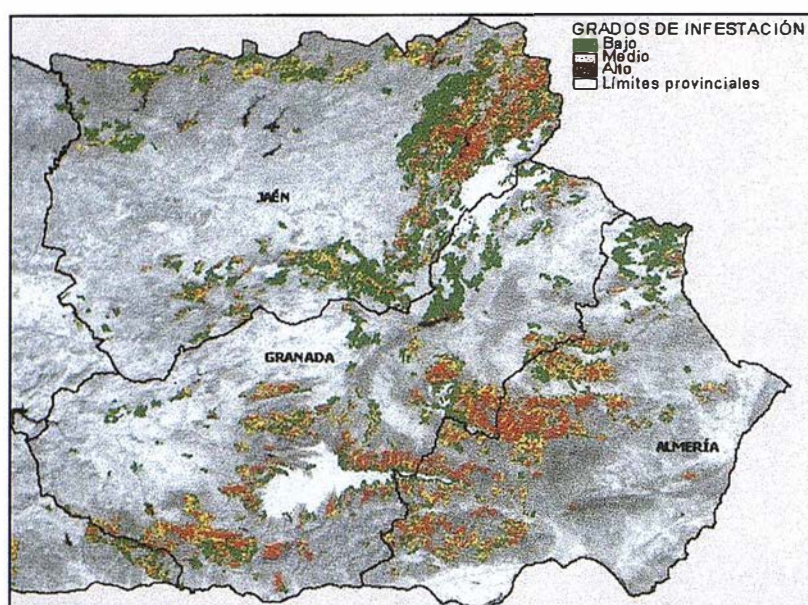 GRADOS DE INFESTACIÓN
Bajo
Medio
Alto
Límites provinciales
JAÉN
GRANADA
ALMERÍA